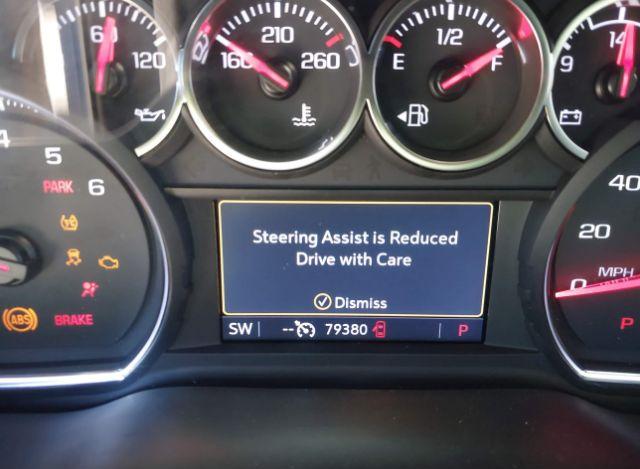 60
120
160 210 260
E 1/2 F
9 14
4
5
6
PARK
ABS
BRAKE
Steering Assist is Reduced
Drive with Care
Dismiss
SW -- 79380 P
40
20
0
MPH
P